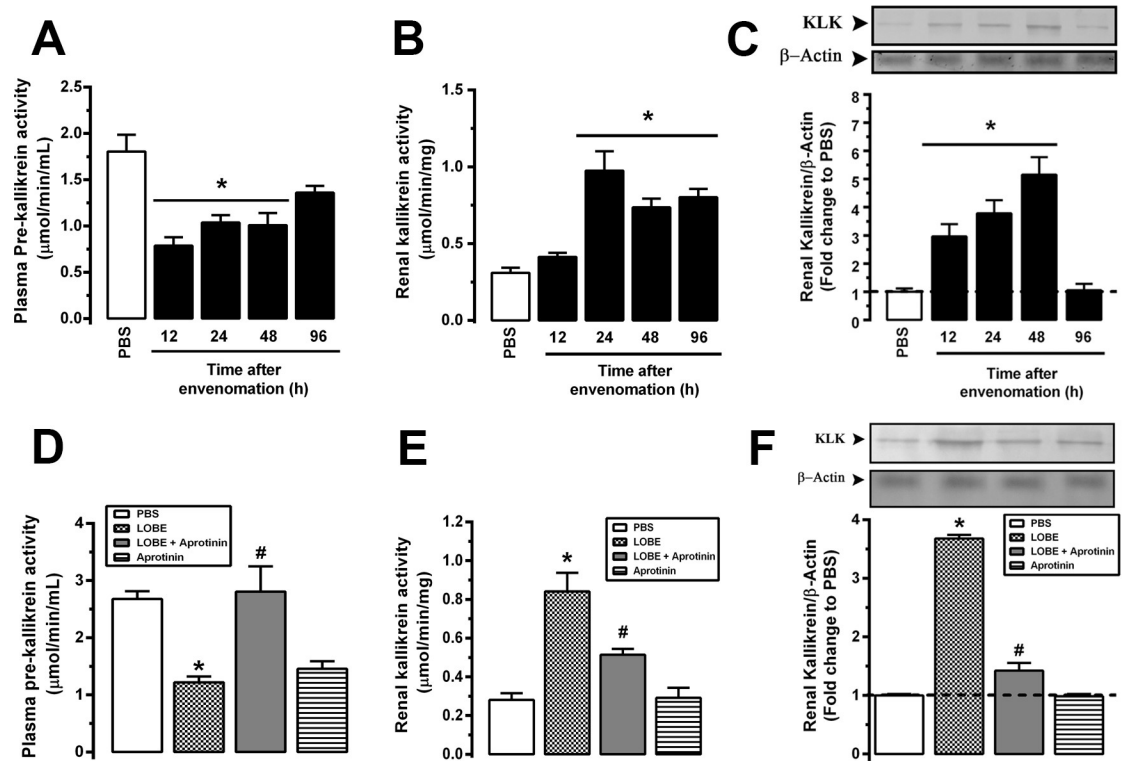 A
Plasma Pre-kallikrein activity
(μmol/min/mL)
2.5
2.0
1.5
1.0
0.5
0.0
*
PBS
12 24 48 96
Time after
envenomation (h)
B
Renal kallikrein activity
(μmol/min/mg)
1.5
1.0
0.5
0.0
*
PBS
12 24 48 96
Time after
envenomation (h)
C
KLK
β–Actin
Renal Kallikrein/β-Actin
(Fold change to PBS)
8
7
6
5
4
3
2
1
0
*
PBS
12 24 48 96
Time after
envenomation (h)
D
Plasma pre-kallikrein activity
(μmol/min/mL)
4
3
2
1
0
PBS
LOBE
LOBE + Aprotinin
Aprotinin
*
#
E
Renal kallikrein activity
(μmol/min/mg)
1.2
1.0
0.8
0.6
0.4
0.2
0.0
PBS
LOBE
LOBE + Aprotinin
Aprotinin
*
#
F
KLK
β–Actin
Renal Kallikrein/β-Actin
(Fold change to PBS)
4
3
2
1
0
PBS
LOBE
LOBE + Aprotinin
Aprotinin
*
#